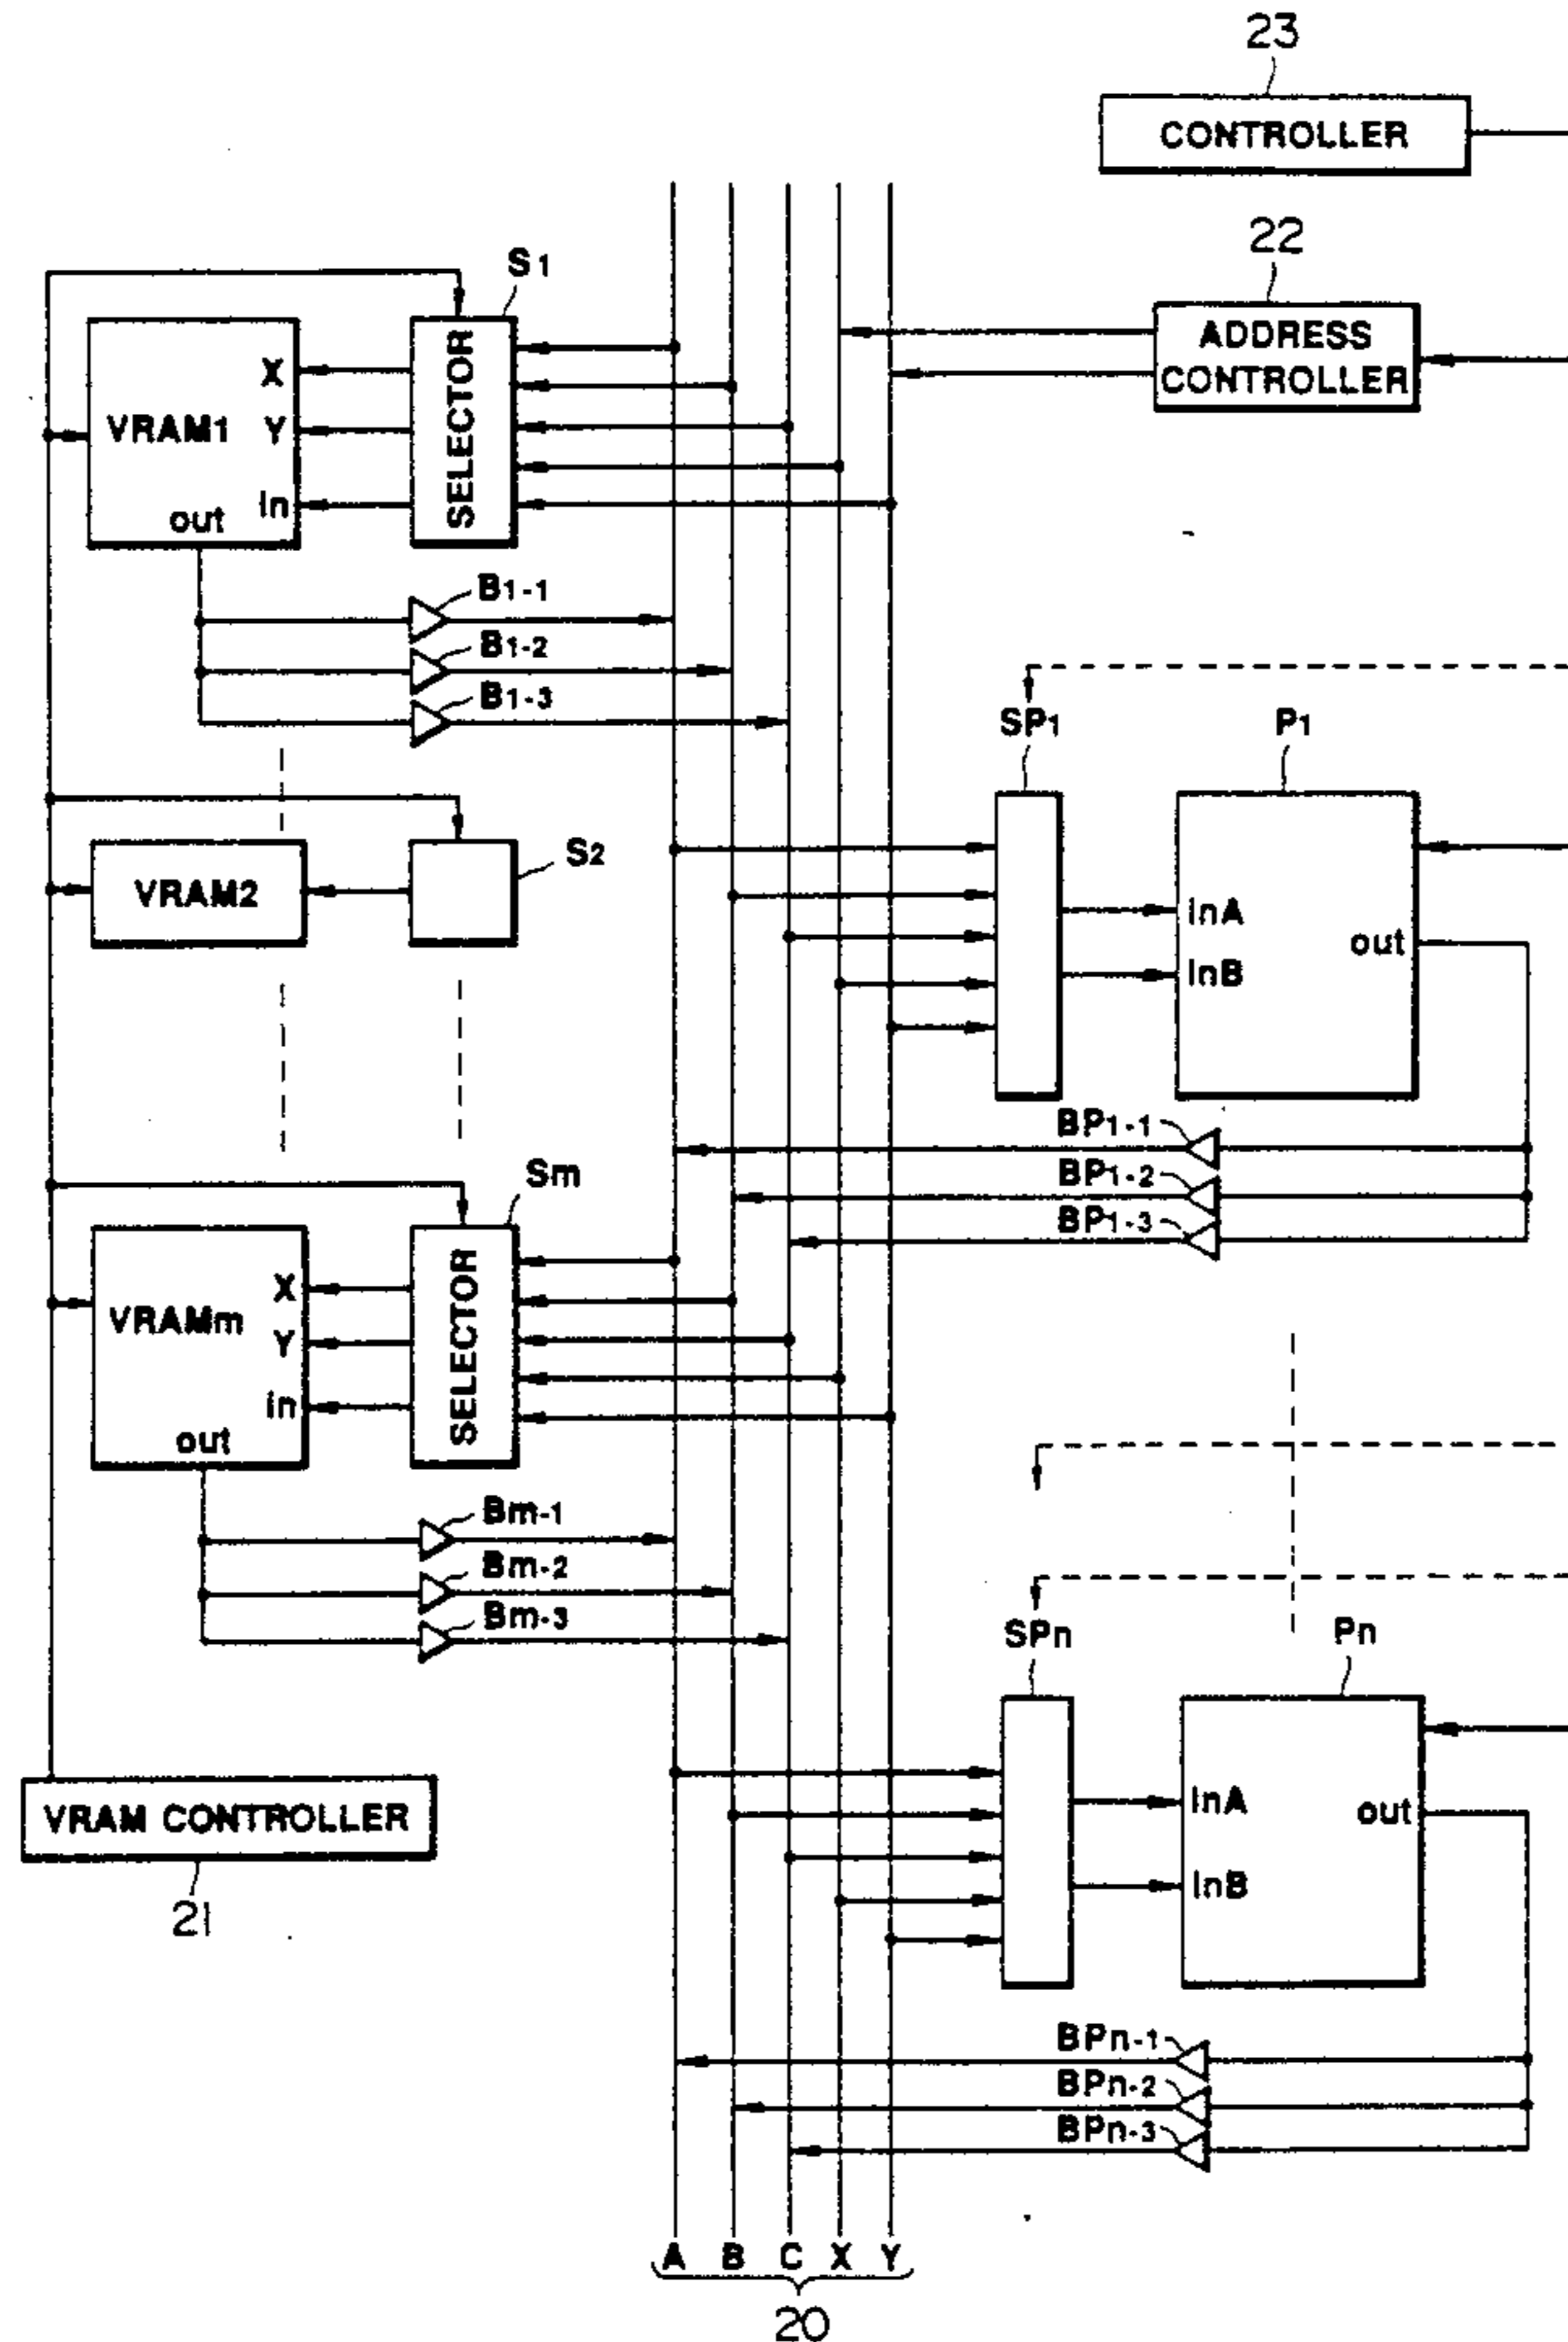 23
CONTROLLER
22
ADDRESS
CONTROLLER
S1
SELECTOR
X
VRAM1
Y
In
out
B1-1
B1-2
B1-3
SP1
P1
S2
VRAM2
InA
out
InB
BP1-1
BP1-2
BP1-3
Sm
SELECTOR
X
VRAMm
Y
In
out
Bm-1
Bm-2
Bm-3
SPn
Pn
InA
out
InB
VRAM CONTROLLER
21
BPn-1
BPn-2
BPn-3
A B C X Y
20